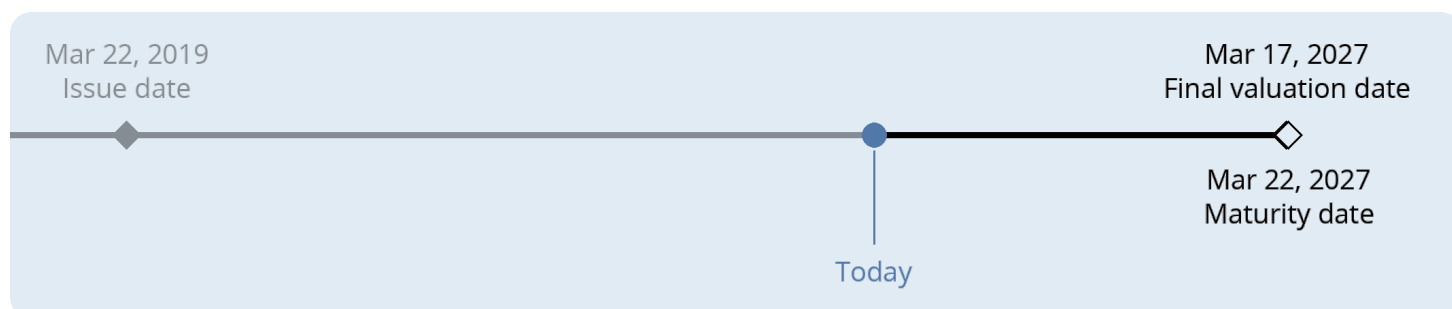 Mar 22, 2019
Issue date
Mar 17, 2027
Final valuation date
Mar 22, 2027
Maturity date
Today